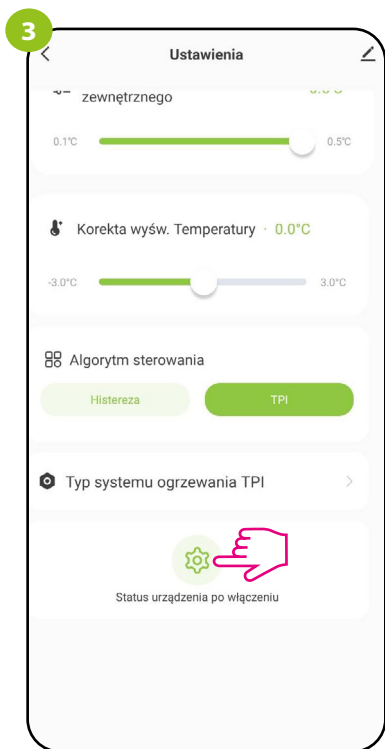 3
Ustawienia
zewnętrznego
0.1°C 0.5°C
Korekta wyśw. Temperatury · 0.0°C
-3.0°C 3.0°C
Algorytm sterowania
Histereza TPI
Typ systemu ogrzewania TPI
Status urządzenia po włączeniu